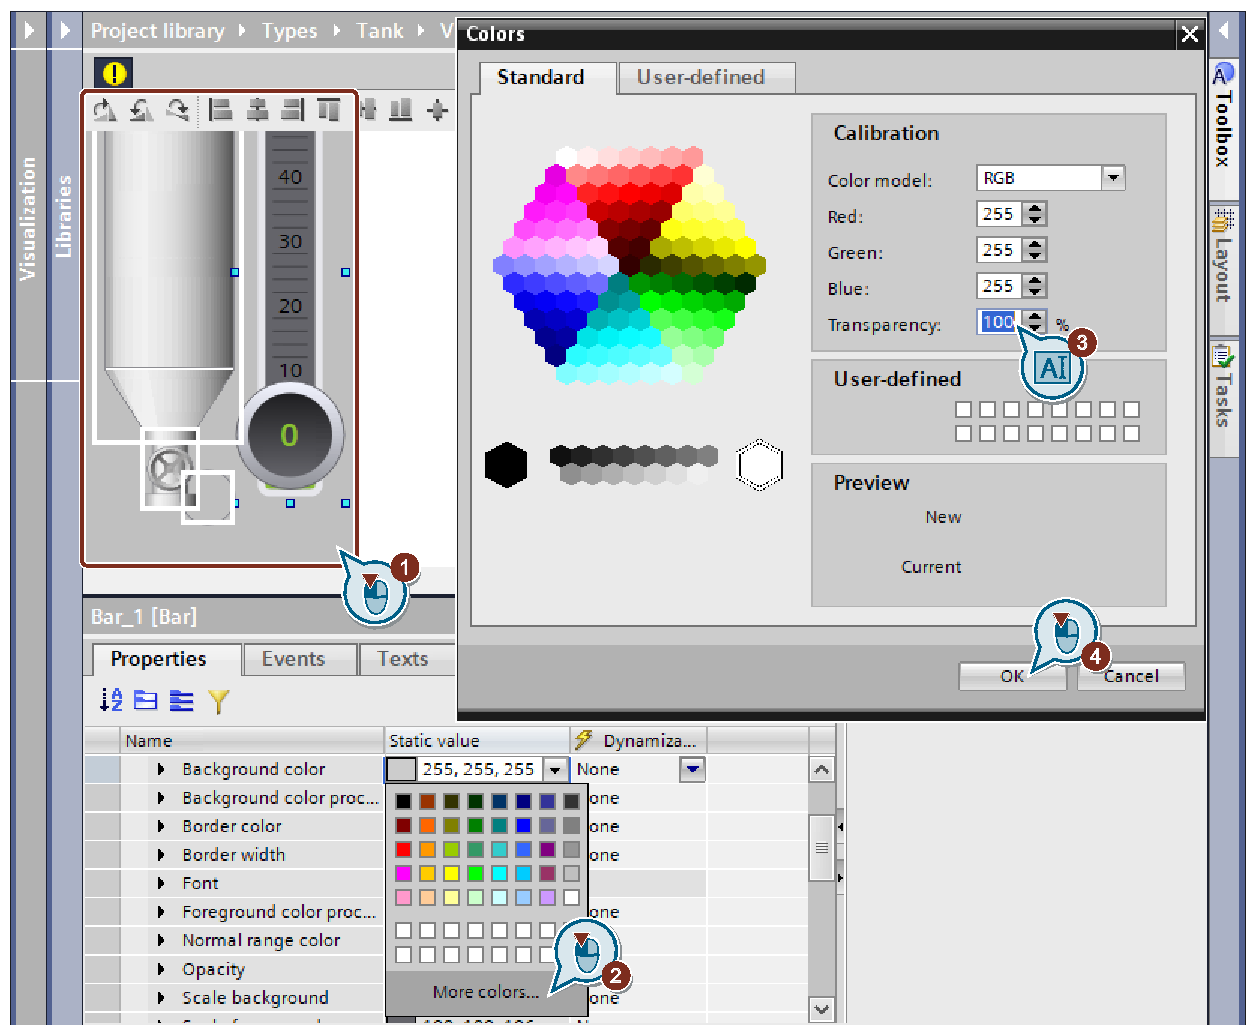 Project library Types Tank V
Colors
Standard
User-defined
Calibration
Color model: RGB
Red: 255
Green: 255
Blue: 255
Transparency: 100 %
3
AI
User-defined
Preview
New
Current
4
OK
Cancel
Visualization
Libraries
Toolbox
Layout
Tasks
40
30
20
10
0
1
Bar_1 [Bar]
Properties
Events
Texts
Name
Static value
Dynamiza...
Background color
255, 255, 255
None
Background color proc...
one
Border color
one
Border width
one
Font
Foreground color proc...
one
Normal range color
Opacity
Scale background
one
More colors...
2